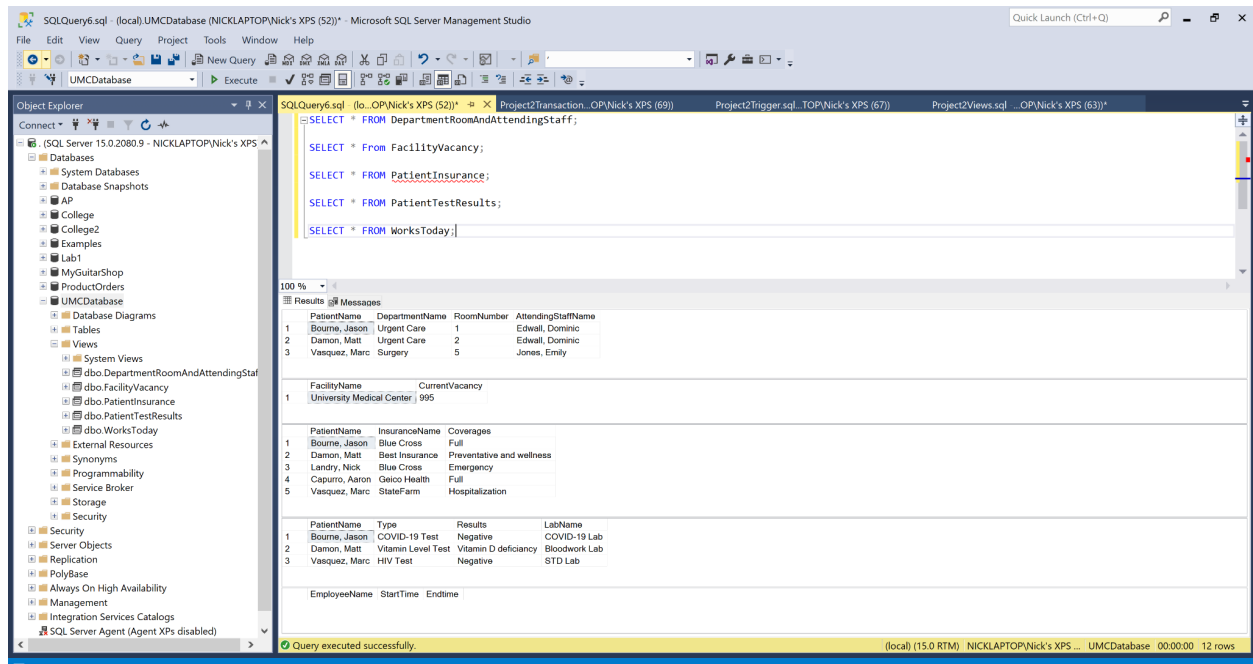 SQLQuery6.sql - (local).UMCDatabase (NICKLAPTOP\Nick's XPS (52))* - Microsoft SQL Server Management Studio
Quick Launch (Ctrl+Q)
File Edit View Query Project Tools Window Help
New Query MDX DMX XMLA DAX
UMCDatabase Execute
Object Explorer
Connect
. (SQL Server 15.0.2080.9 - NICKLAPTOP\Nick's XPS
Databases
System Databases
Database Snapshots
AP
College
College2
Examples
Lab1
MyGuitarShop
ProductOrders
UMCDatabase
Database Diagrams
Tables
Views
System Views
dbo.DepartmentRoomAndAttendingStaf
dbo.FacilityVacancy
dbo.PatientInsurance
dbo.PatientTestResults
dbo.WorksToday
External Resources
Synonyms
Programmability
Service Broker
Storage
Security
Security
Server Objects
Replication
PolyBase
Always On High Availability
Management
Integration Services Catalogs
SQL Server Agent (Agent XPs disabled)
SQLQuery6.sql (lo...OP\Nick's XPS (52))* Project2Transaction...OP\Nick's XPS (69)) Project2Trigger.sql...TOP\Nick's XPS (67)) Project2Views.sql ...OP\Nick's XPS (63))*
SELECT * FROM DepartmentRoomAndAttendingStaff;
SELECT * From FacilityVacancy;
SELECT * FROM PatientInsurance;
SELECT * FROM PatientTestResults;
SELECT * FROM WorksToday;
100 %
Results Messages
PatientName DepartmentName RoomNumber AttendingStaffName
1 Bourne, Jason Urgent Care 1 Edwall, Dominic
2 Damon, Matt Urgent Care 2 Edwall, Dominic
3 Vasquez, Marc Surgery 5 Jones, Emily
FacilityName CurrentVacancy
1 University Medical Center 995
PatientName InsuranceName Coverages
1 Bourne, Jason Blue Cross Full
2 Damon, Matt Best Insurance Preventative and wellness
3 Landry, Nick Blue Cross Emergency
4 Capurro, Aaron Geico Health Full
5 Vasquez, Marc StateFarm Hospitalization
PatientName Type Results LabName
1 Bourne, Jason COVID-19 Test Negative COVID-19 Lab
2 Damon, Matt Vitamin Level Test Vitamin D deficiancy Bloodwork Lab
3 Vasquez, Marc HIV Test Negative STD Lab
EmployeeName StartTime Endtime
Query executed successfully. (local) (15.0 RTM) NICKLAPTOP\Nick's XPS ... UMCDatabase 00:00:00 12 rows